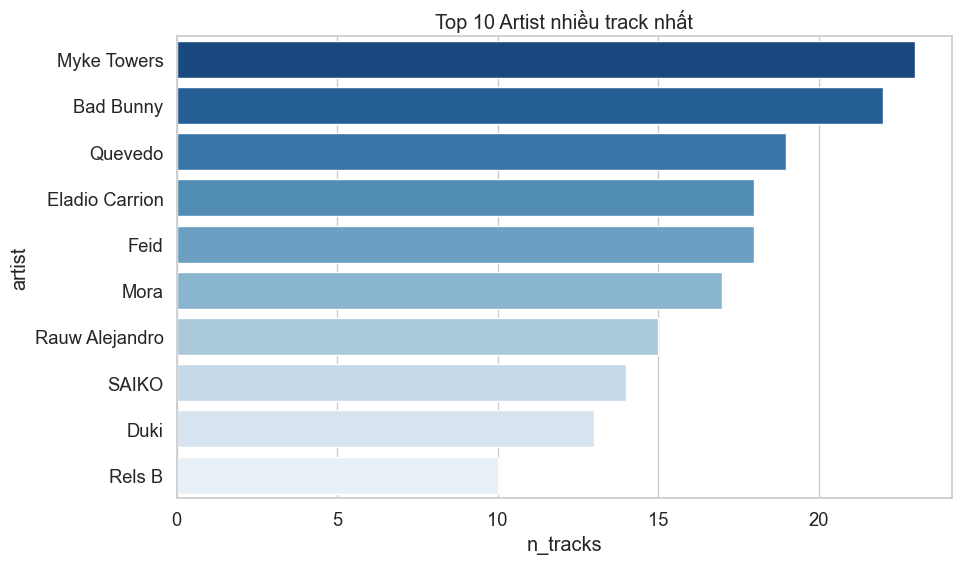 Top 10 Artist nhiều track nhất
Myke Towers
Bad Bunny
Quevedo
Eladio Carrion
Feid
Mora
Rauw Alejandro
SAIKO
Duki
Rels B
artist
0 5 10 15 20
n_tracks